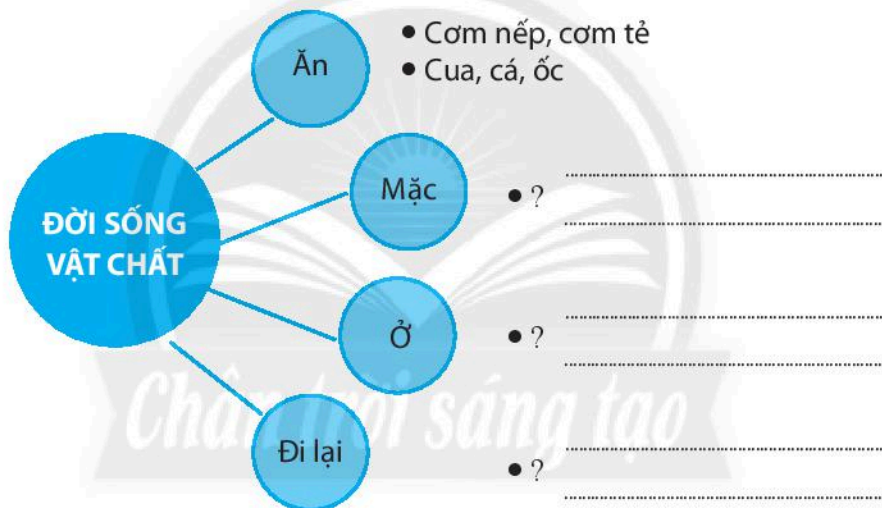 Ăn
• Cơm nếp, cơm tẻ
• Cua, cá, ốc
Mặc
• ?
ĐỜI SỐNG
VẬT CHẤT
Ở
• ?
Chân trời sáng tạo
Đi lại
• ?